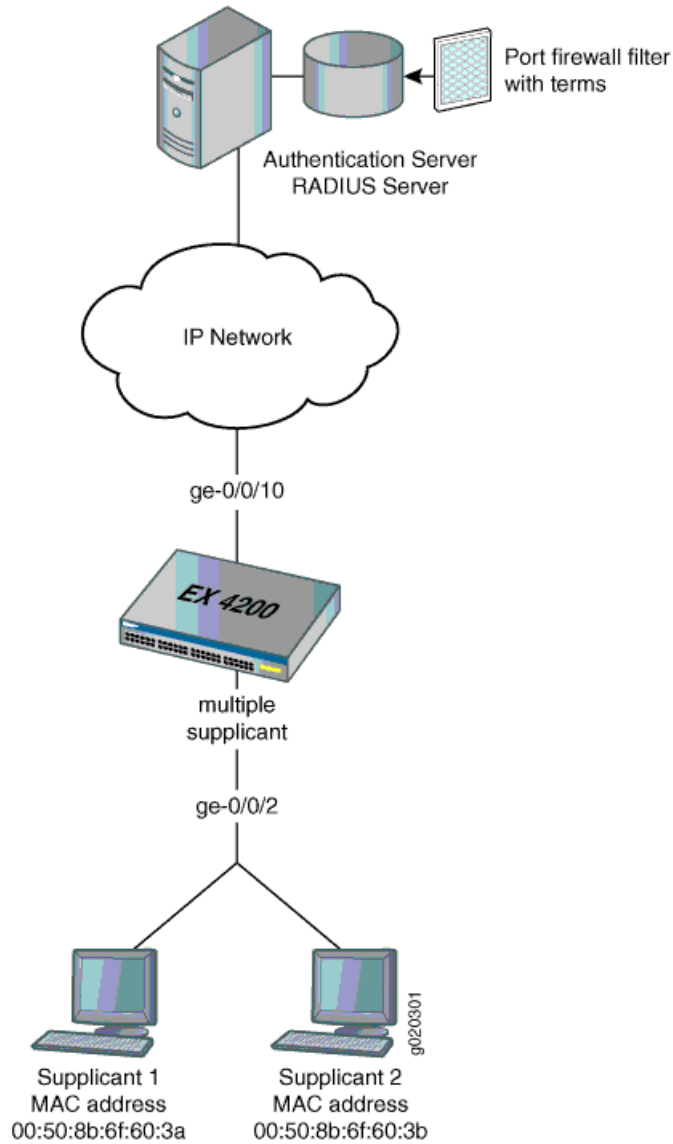 Port firewall filter
with terms
Authentication Server
RADIUS Server
IP Network
ge-0/0/10
EX 4200
multiple
supplicant
ge-0/0/2
g020301
Supplicant 1
MAC address
00:50:8b:6f:60:3a
Supplicant 2
MAC address
00:50:8b:6f:60:3b